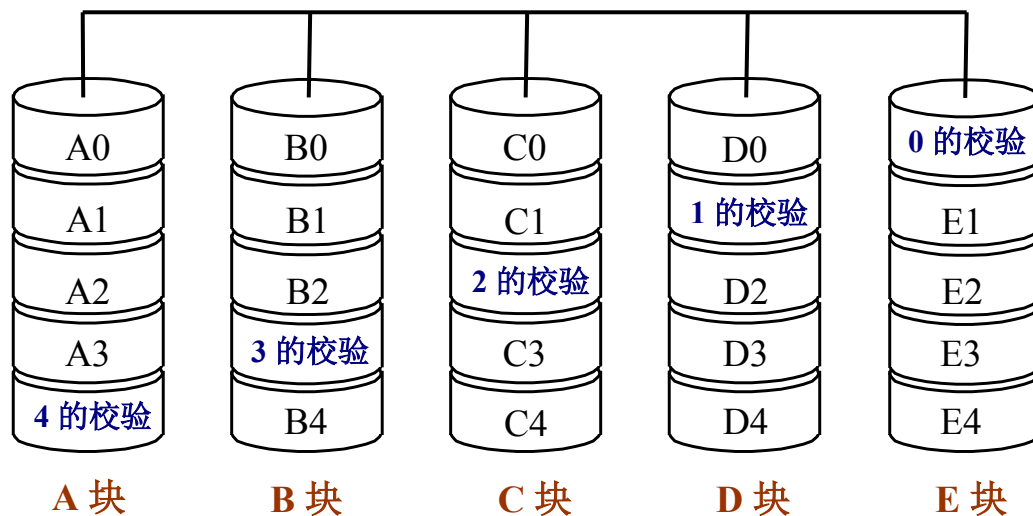 A0 B0 C0 D0 0 的校验
A1 B1 C1 1 的校验 E1
A2 B2 2 的校验 D2 E2
A3 3 的校验 C3 D3 E3
4 的校验 B4 C4 D4 E4
A 块 B 块 C 块 D 块 E 块